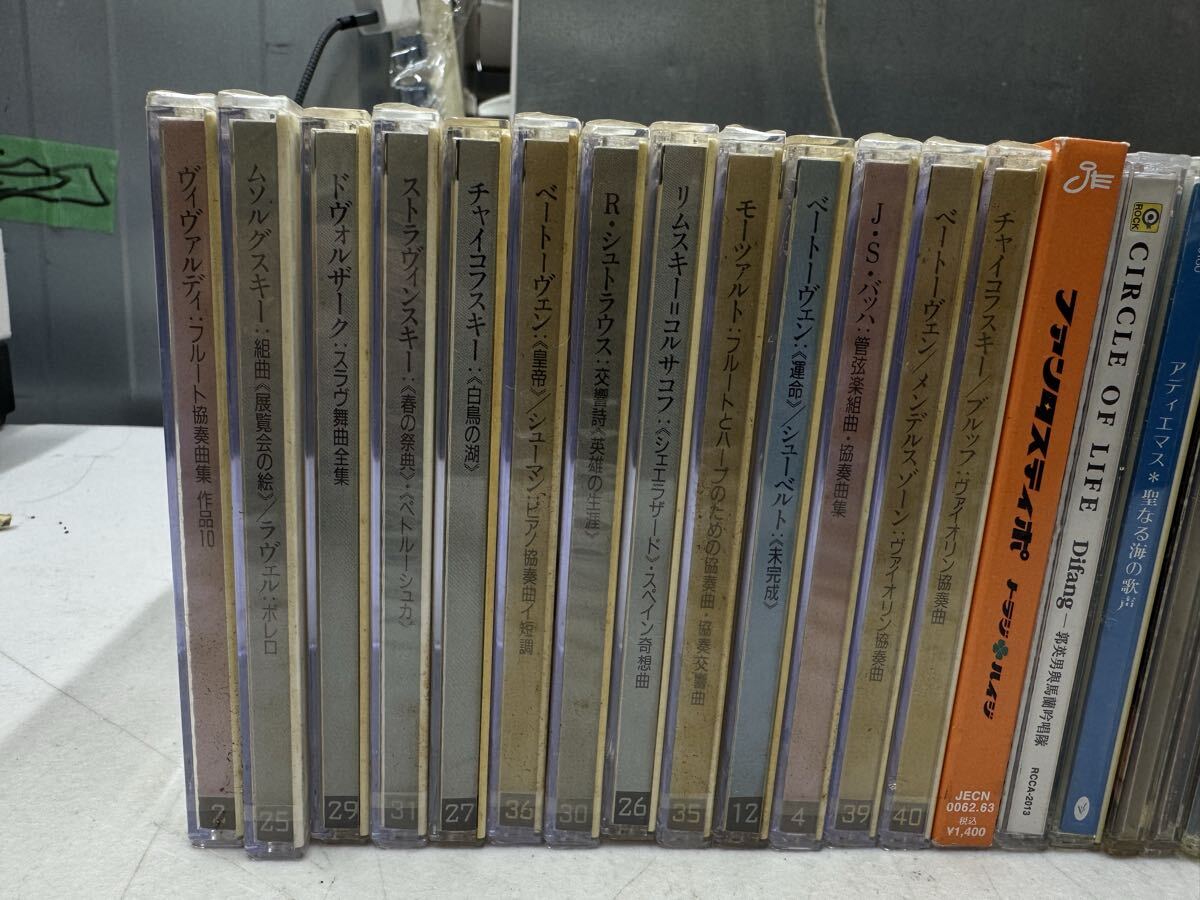 ヴィヴァルディ:フルート協奏曲集 作品10
2
ムソルグスキー:組曲《展覧会の絵》/ラヴェル:ボレロ
25
ドヴォルザーク:スラヴ舞曲全集
29
ストラヴィンスキー:《春の祭典》・《ペトルーシュカ》
31
チャイコフスキー:《白鳥の湖》
27
ベートーヴェン:《皇帝》/シューマン:ピアノ協奏曲イ短調
36
R・シュトラウス:交響詩《英雄の生涯》
30
リムスキー=コルサコフ:《シェエラザード》・スペイン奇想曲
26
モーツァルト:フルートとハープのための協奏曲・協奏交響曲
35
ベートーヴェン:《運命》/シューベルト:《未完成》
12
J・S・バッハ:管弦楽組曲・協奏曲集
4
ベートーヴェン/メンデルスゾーン:ヴァイオリン協奏曲
39
チャイコフスキー/ブルッフ:ヴァイオリン協奏曲
40
ファンタスティポ トラジ・ハイジ
JECN
0062.63
税込
¥1,400
ROCK
CIRCLE OF LIFE Difang─郭英男與馬蘭吟唱隊
RCCA-2013
アディエマス*聖なる海の歌声